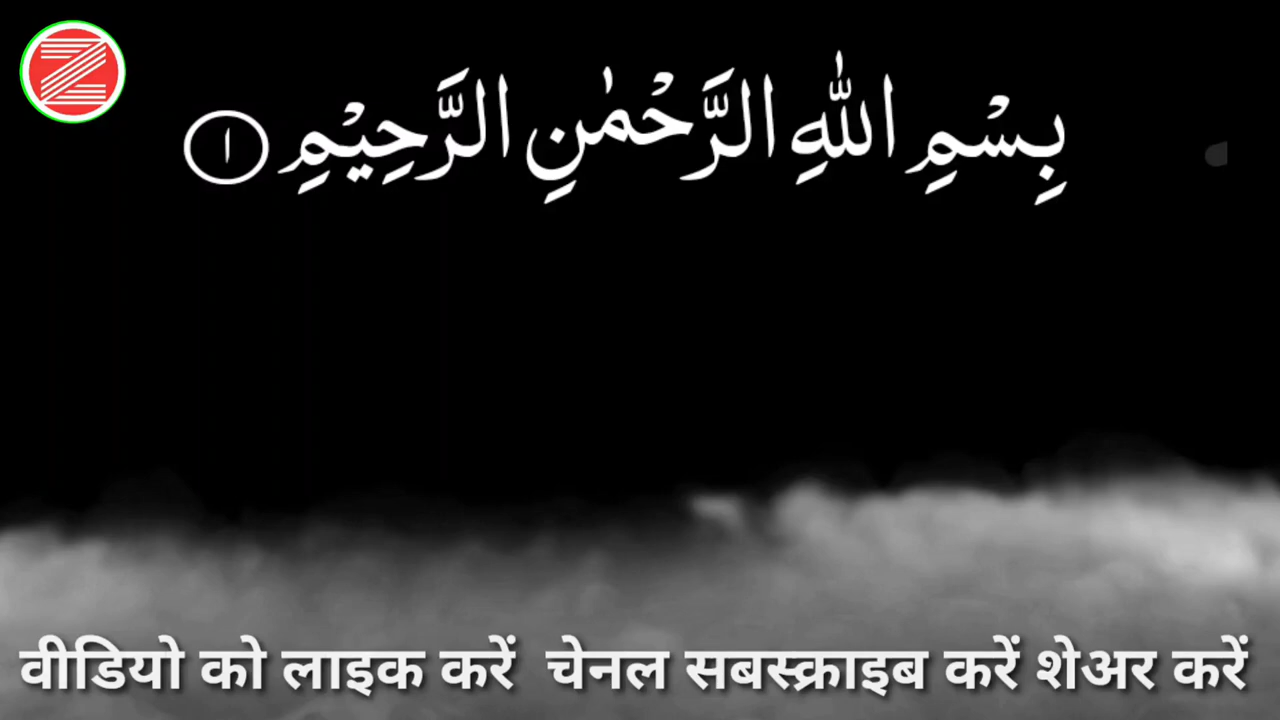 بِسْمِ اللّٰهِ الرَّحْمٰنِ الرَّحِيْمِ ١
वीडियो को लाइक करें चेनल सबस्क्राइब करें शेअर करें